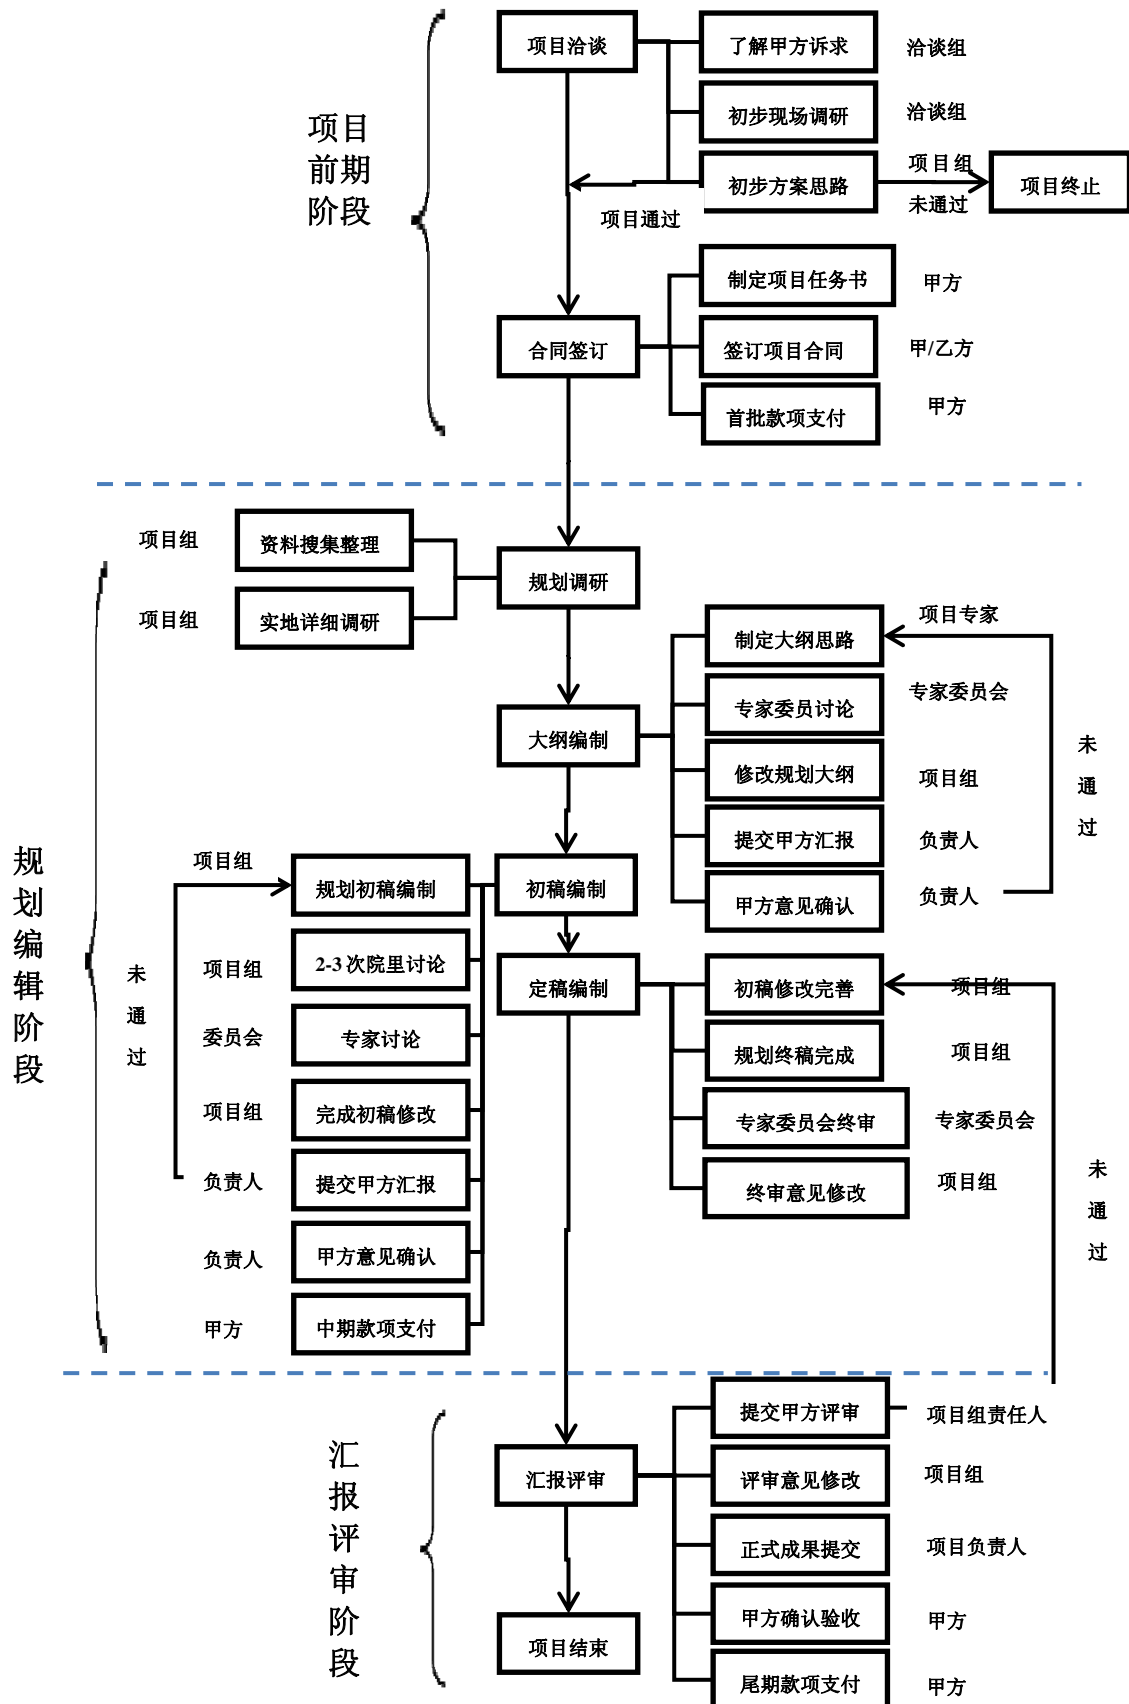 项目洽谈
了解甲方诉求
洽谈组
初步现场调研
洽谈组
项目
前期
阶段
项目组
初步方案思路
项目终止
未通过
项目通过
制定项目任务书
甲方
合同签订
签订项目合同
甲/乙方
首批款项支付
甲方
项目组
资料搜集整理
规划调研
项目组
实地详细调研
项目专家
制定大纲思路
专家委员会
专家委员讨论
大纲编制
未
通
过
修改规划大纲
项目组
提交甲方汇报
负责人
甲方意见确认
负责人
规
划
编
辑
阶
段
项目组
规划初稿编制
初稿编制
未
通
过
项目组
2-3次院里讨论
定稿编制
初稿修改完善
项目组
委员会
专家讨论
规划终稿完成
项目组
项目组
完成初稿修改
专家委员会终审
专家委员会
负责人
提交甲方汇报
终审意见修改
项目组
未
通
过
负责人
甲方意见确认
甲方
中期款项支付
提交甲方评审
项目组责任人
汇
报
评
审
阶
段
汇报评审
评审意见修改
项目组
正式成果提交
项目负责人
甲方确认验收
甲方
项目结束
尾期款项支付
甲方